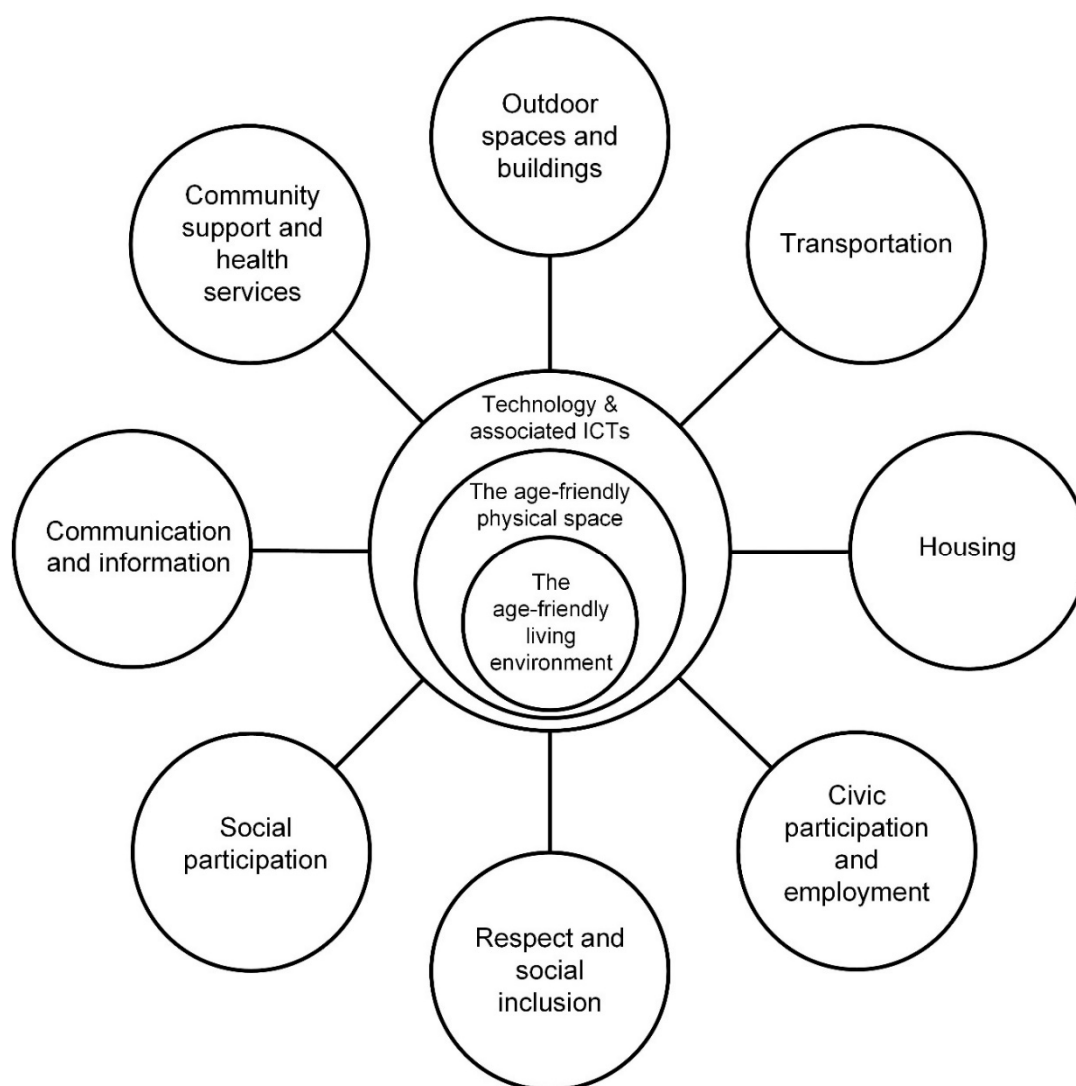 Outdoor
spaces and
buildings
Transportation
Housing
Civic
participation
and
employment
Respect and
social
inclusion
Social
participation
Communication
and information
Community
support and
health
services
Technology &
associated ICTs
The age-friendly
physical space
The
age-friendly
living
environment